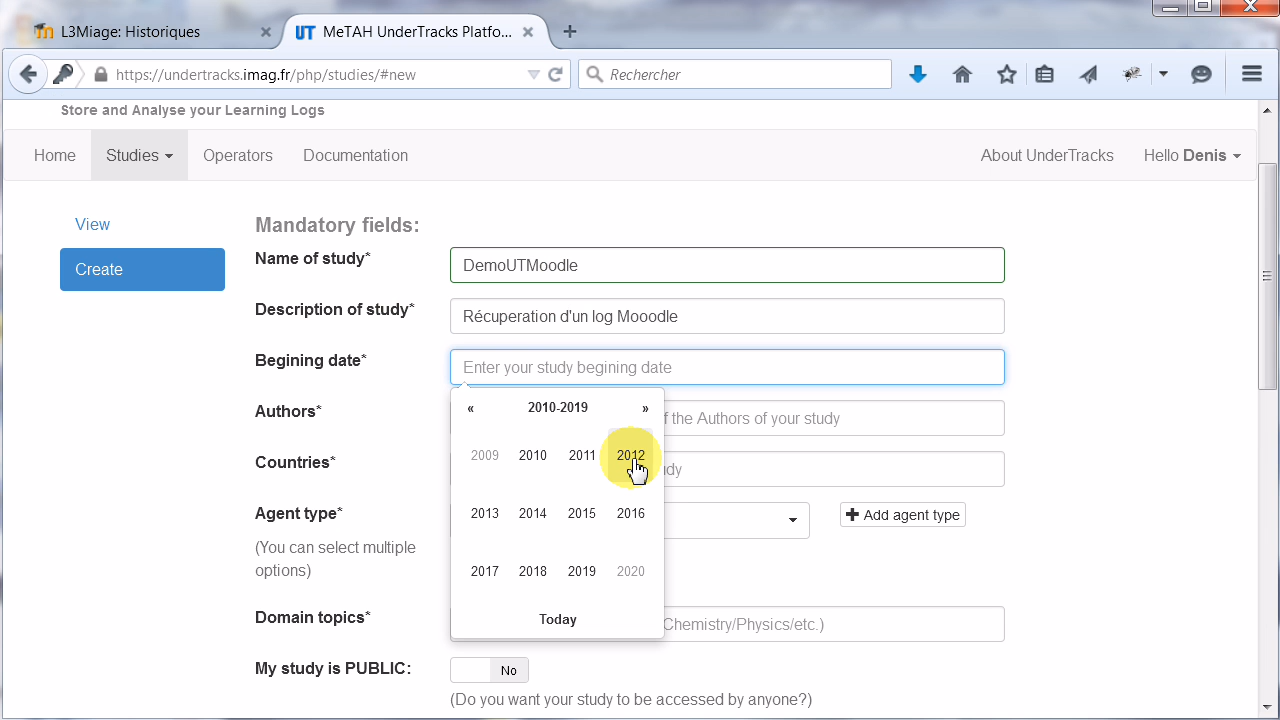 L3Miage: Historiques
UT MeTAH UnderTracks Platfo...
https://undertracks.imag.fr/php/studies/#new
Rechercher
Store and Analyse your Learning Logs
Home Studies Operators Documentation About UnderTracks Hello Denis
View
Create
Mandatory fields:
Name of study* DemoUTMoodle
Description of study* Récuperation d'un log Mooodle
Begining date* Enter your study begining date
« 2010-2019 »
Authors* f the Authors of your study
2009 2010 2011 2012
Countries* dy
2013 2014 2015 2016
Agent type* Add agent type
(You can select multiple
options)
2017 2018 2019 2020
Today
Domain topics* Chemistry/Physics/etc.)
My study is PUBLIC: No
(Do you want your study to be accessed by anyone?)